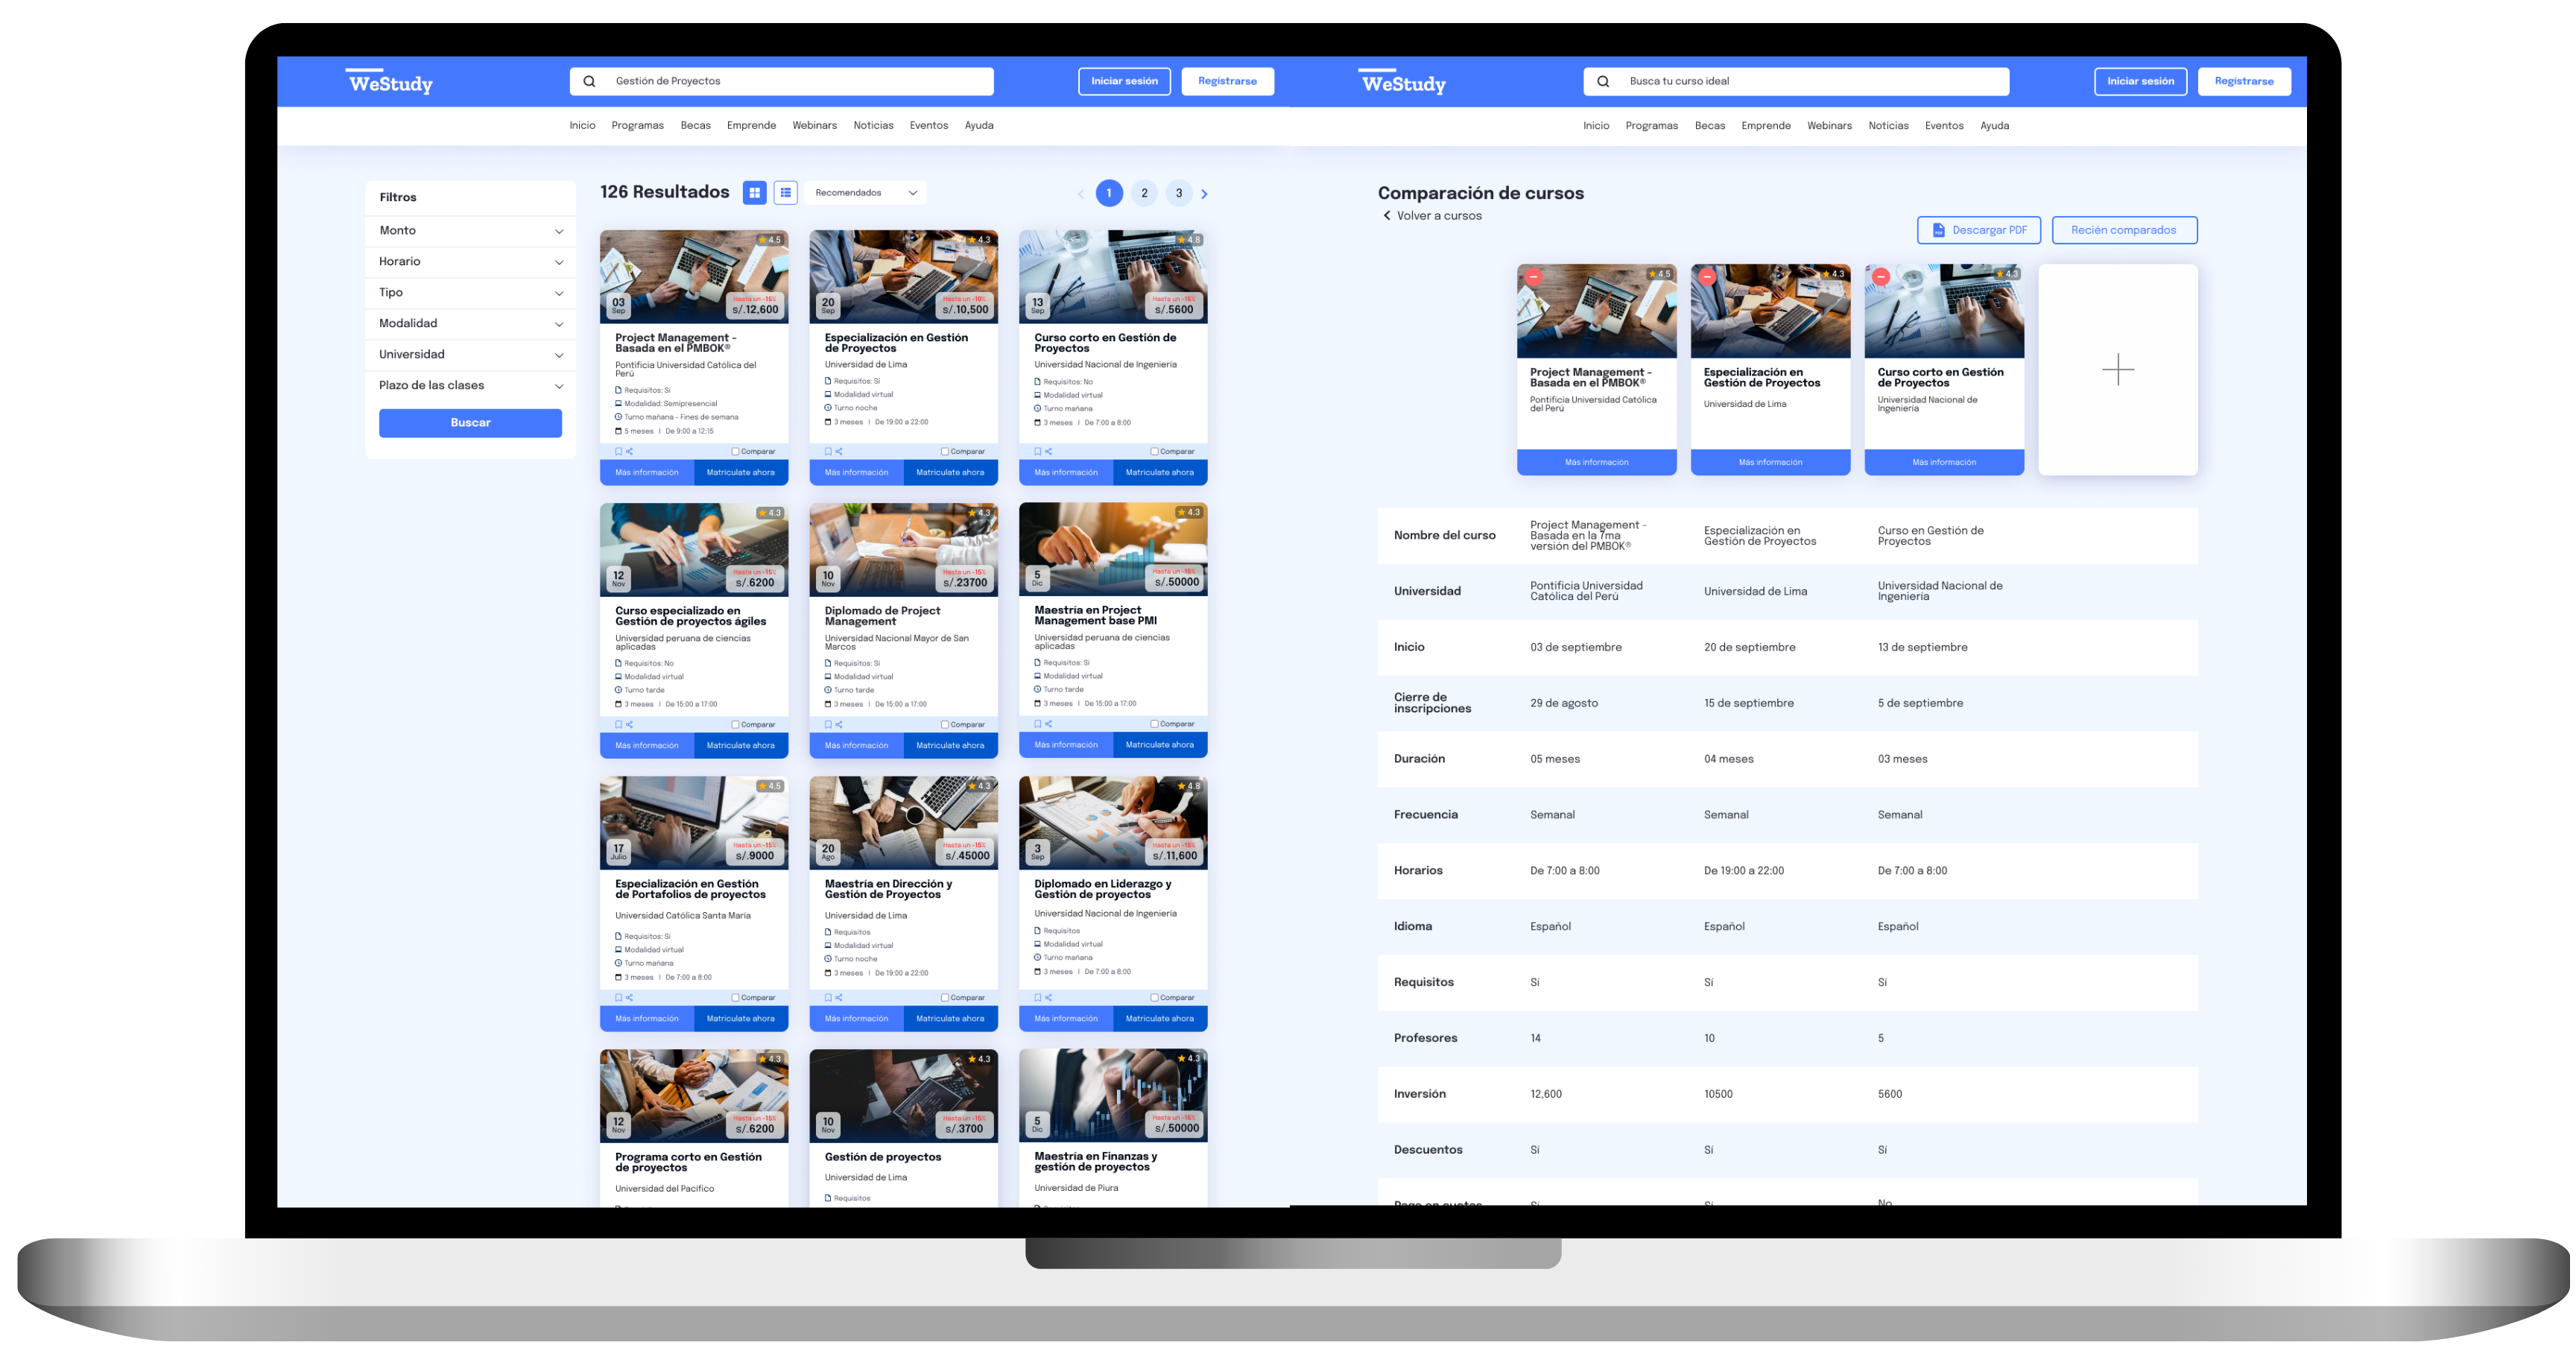 WeStudy
Gestión de Proyectos
Iniciar sesión
Regístrarse
Inicio Programas Becas Emprende Webinars Noticias Eventos Ayuda
Filtros
Monto
Horario
Tipo
Modalidad
Universidad
Plazo de las clases
Buscar
126 Resultados
Recomendados
1 2 3
4.5
03
Sep
Hasta un -15%
S/.12,600
Project Management -
Basada en el PMBOK®
Pontificia Universidad Católica del
Perú
Requisitos: Sí
Modalidad: Semipresencial
Turno mañana - Fines de semana
5 meses | De 9:00 a 12:15
Comparar
Más información
Matriculate ahora
4.3
20
Sep
Hasta un -10%
S/.10,500
Especialización en Gestión
de Proyectos
Universidad de Lima
Requisitos: Sí
Modalidad virtual
Turno noche
3 meses | De 19:00 a 22:00
Comparar
Más información
Matriculate ahora
4.8
13
Sep
Hasta un -15%
S/.5600
Curso corto en Gestión de
Proyectos
Universidad Nacional de Ingeniería
Requisitos: No
Modalidad virtual
Turno mañana
3 meses | De 7:00 a 8:00
Comparar
Más información
Matriculate ahora
4.3
12
Nov
Hasta un -15%
S/.6200
Curso especializado en
Gestión de proyectos ágiles
Universidad peruana de ciencias
aplicadas
Requisitos: No
Modalidad virtual
Turno tarde
3 meses | De 15:00 a 17:00
Comparar
Más información
Matriculate ahora
4.3
10
Nov
Hasta un -15%
S/.23700
Diplomado de Project
Management
Universidad Nacional Mayor de San
Marcos
Requisitos: Sí
Modalidad virtual
Turno tarde
3 meses | De 15:00 a 17:00
Comparar
Más información
Matriculate ahora
4.3
5
Dic
Hasta un -15%
S/.50000
Maestría en Project
Management base PMI
Universidad peruana de ciencias
aplicadas
Requisitos: Sí
Modalidad virtual
Turno tarde
3 meses | De 15:00 a 17:00
Comparar
Más información
Matriculate ahora
4.5
17
Julio
Hasta un -15%
S/.9000
Especialización en Gestión
de Portafolios de proyectos
Universidad Católica Santa María
Requisitos: Sí
Modalidad virtual
Turno mañana
3 meses | De 7:00 a 8:00
Comparar
Más información
Matriculate ahora
4.3
20
Ago
Hasta un -15%
S/.45000
Maestría en Dirección y
Gestión de Proyectos
Universidad de Lima
Requisitos
Modalidad virtual
Turno noche
3 meses | De 19:00 a 22:00
Comparar
Más información
Matriculate ahora
4.8
3
Sep
Hasta un -15%
S/.11,600
Diplomado en Liderazgo y
Gestión de proyectos
Universidad Nacional de Ingeniería
Requisitos
Modalidad virtual
Turno mañana
3 meses | De 7:00 a 8:00
Comparar
Más información
Matriculate ahora
4.3
12
Nov
Hasta un -15%
S/.6200
Programa corto en Gestión
de proyectos
Universidad del Pacífico
4.3
10
Nov
Hasta un -15%
S/.3700
Gestión de proyectos
Universidad de Lima
Requisitos
4.3
5
Dic
Hasta un -15%
S/.50000
Maestría en Finanzas y
gestión de proyectos
Universidad de Piura
WeStudy
Busca tu curso ideal
Iniciar sesión
Regístrarse
Inicio Programas Becas Emprende Webinars Noticias Eventos Ayuda
Comparación de cursos
Volver a cursos
Descargar PDF
Recién comparados
4.5
Project Management -
Basada en el PMBOK®
Pontificia Universidad Católica
del Perú
Más información
4.3
Especialización en
Gestión de Proyectos
Universidad de Lima
Más información
4.3
Curso corto en Gestión
de Proyectos
Universidad Nacional de
Ingeniería
Más información
Nombre del curso
Project Management -
Basada en la 7ma
versión del PMBOK®
Especialización en
Gestión de Proyectos
Curso en Gestión de
Proyectos
Universidad
Pontificia Universidad
Católica del Perú
Universidad de Lima
Universidad Nacional de
Ingeniería
Inicio 03 de septiembre 20 de septiembre 13 de septiembre
Cierre de
inscripciones
29 de agosto 15 de septiembre 5 de septiembre
Duración 05 meses 04 meses 03 meses
Frecuencia Semanal Semanal Semanal
Horarios De 7:00 a 8:00 De 19:00 a 22:00 De 7:00 a 8:00
Idioma Español Español Español
Requisitos Sí Sí Sí
Profesores 14 10 5
Inversión 12,600 10500 5600
Descuentos Sí Sí Sí
Pago en cuotas Sí Sí No